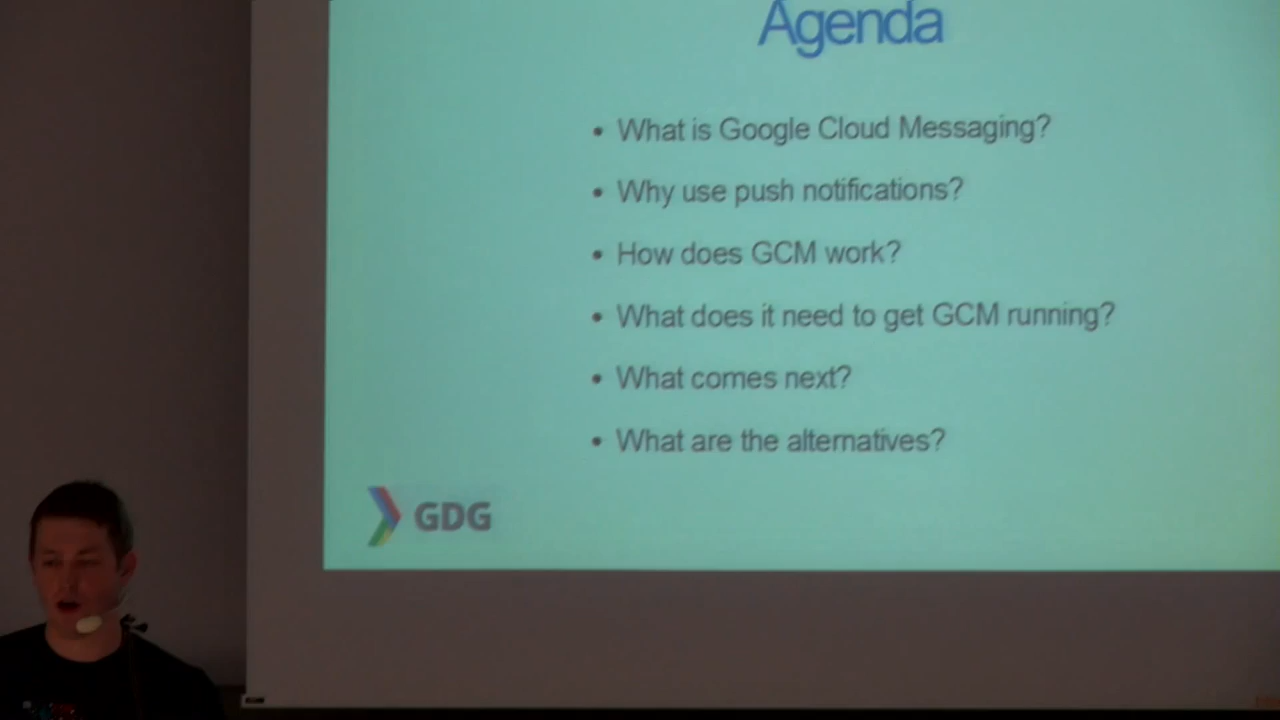 Agenda
• What is Google Cloud Messaging?
• Why use push notifications?
• How does GCM work?
• What does it need to get GCM running?
• What comes next?
• What are the alternatives?
GDG